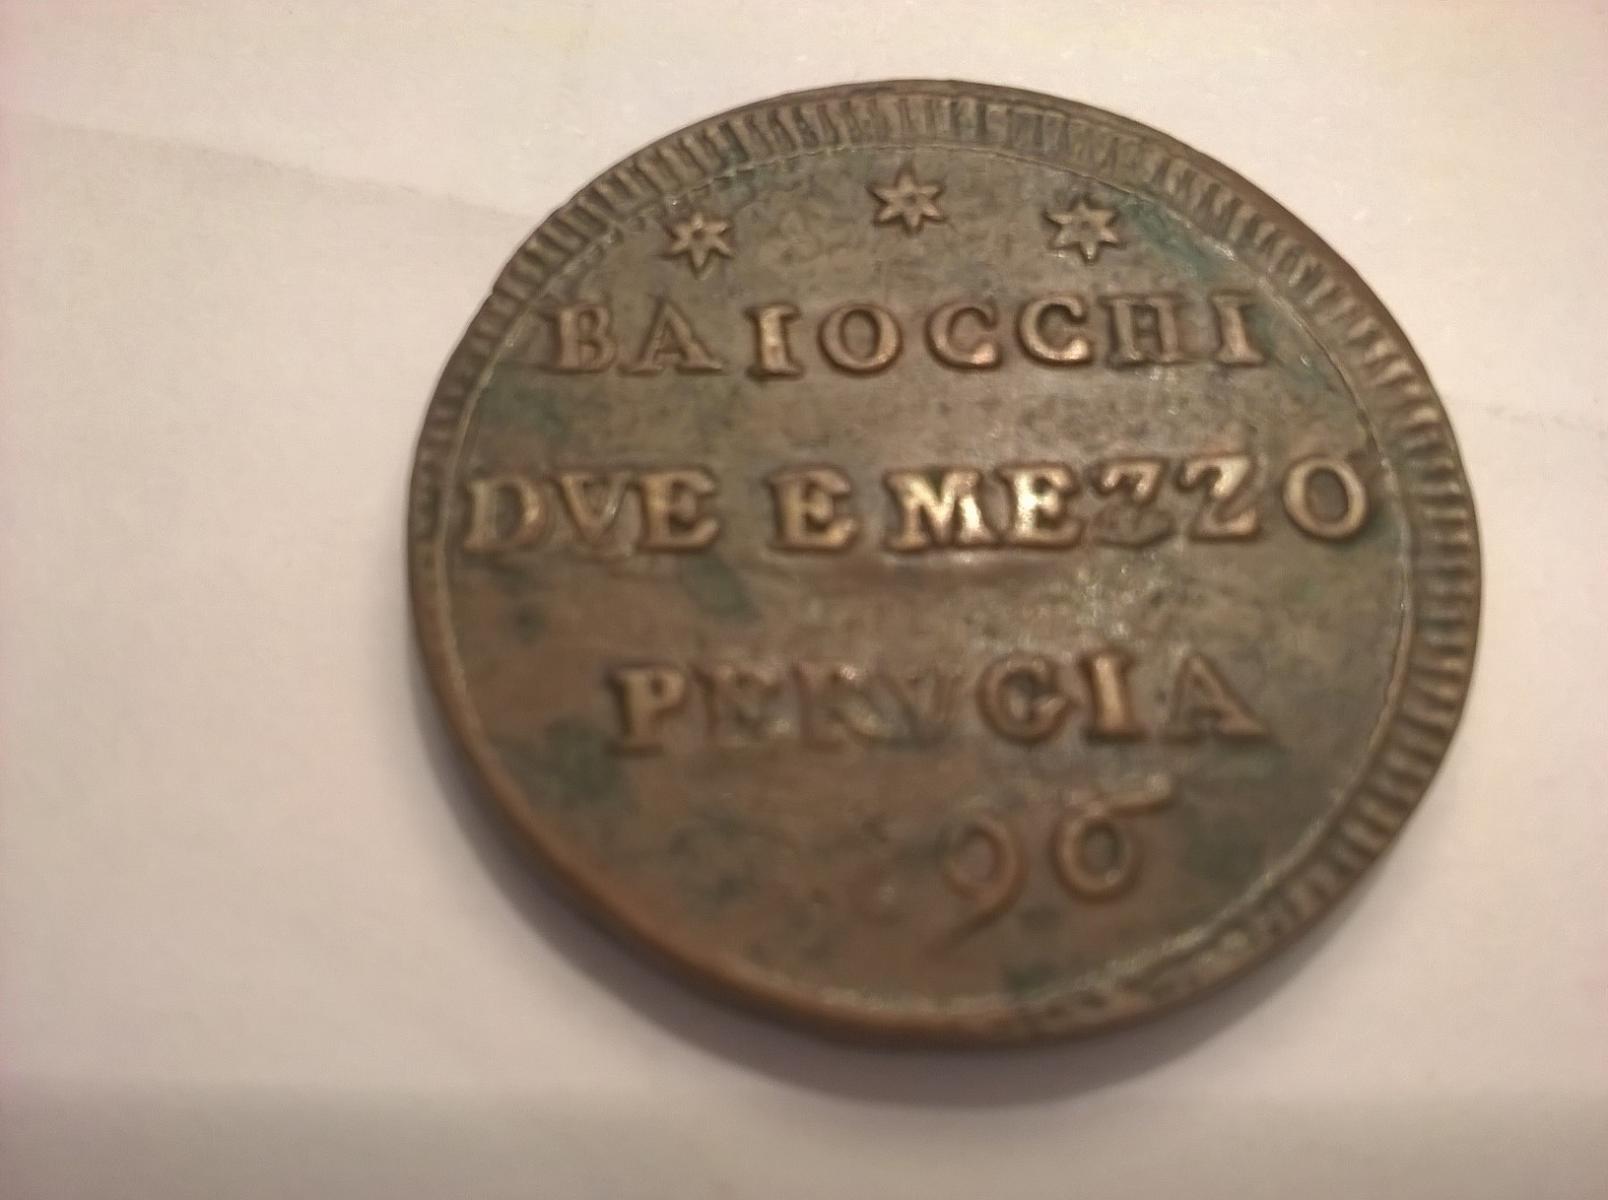 BAIOCCHI
DVE E MEZZO
PERVGIA
96